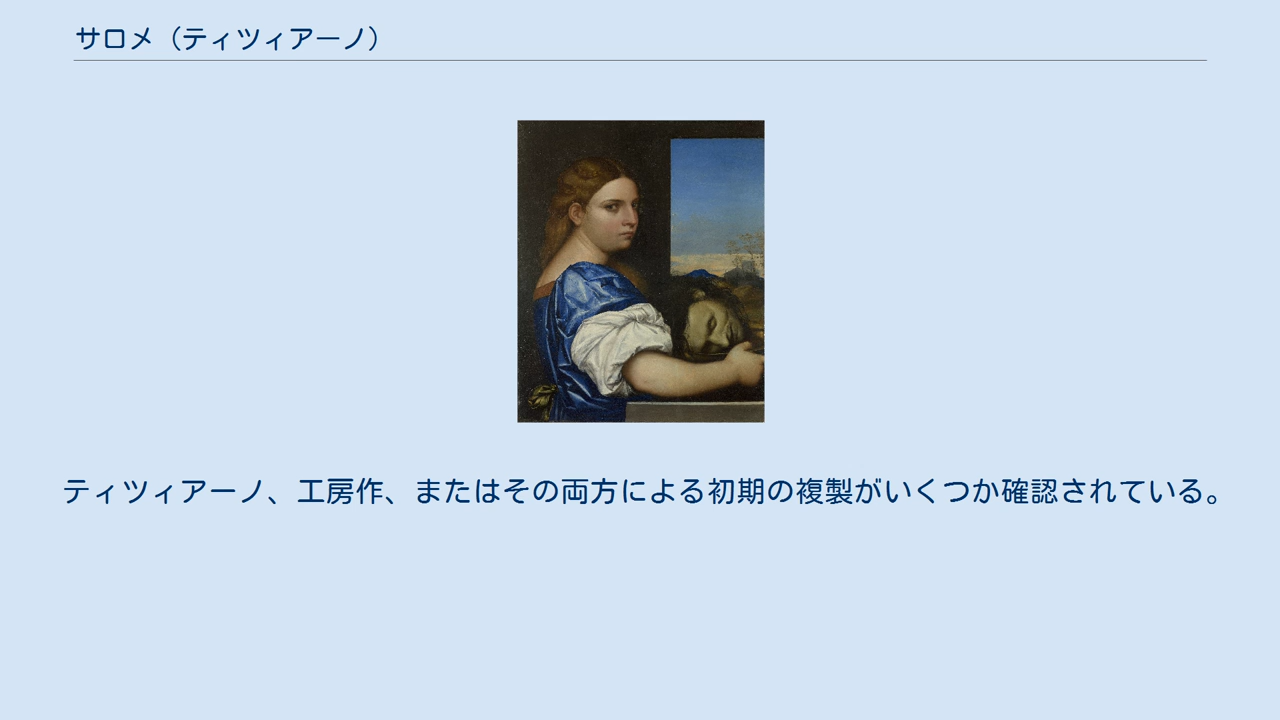 サロメ（ティツィアーノ）
ティツィアーノ、工房作、またはその両方による初期の複製がいくつか確認されている。